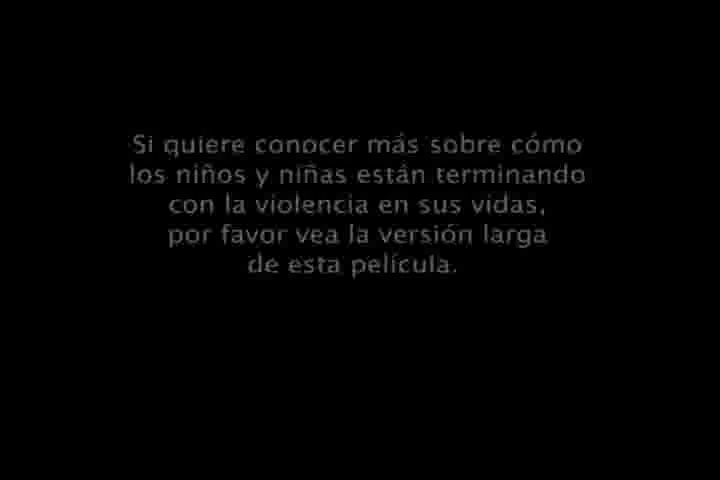 Si quiere conocer más sobre cómo
los niños y niñas están terminando
con la violencia en sus vidas,
por favor vea la versión larga
de esta película.